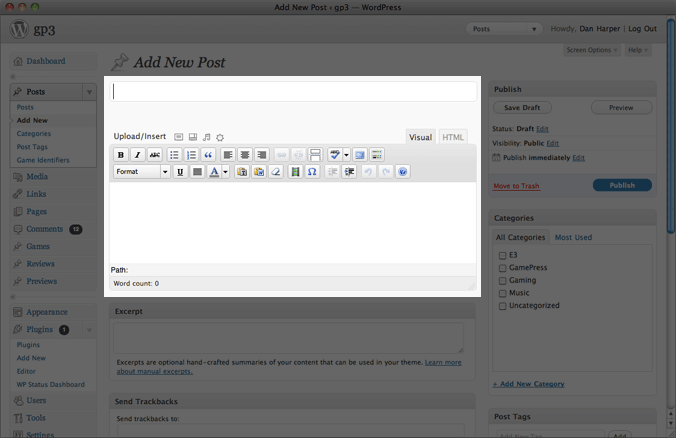 Add New Post ‹ gp3 — WordPress
gp3
Posts
Howdy, Dan Harper | Log Out
Screen Options
Help
Dashboard
Posts
Posts
Add New
Categories
Post Tags
Game Identifiers
Media
Links
Pages
Comments 12
Games
Reviews
Previews
Appearance
Plugins 1
Plugins
Add New
Editor
WP Status Dashboard
Users
Tools
Settings
Add New Post
Upload/Insert
Visual
HTML
B I ABC
ABC
Format
U
A
Path:
Word count: 0
Excerpt
Excerpts are optional hand-crafted summaries of your content that can be used in your theme. Learn more
about manual excerpts.
Send Trackbacks
Send trackbacks to:
Publish
Save Draft
Preview
Status: Draft Edit
Visibility: Public Edit
Publish immediately Edit
Move to Trash
Publish
Categories
All Categories
Most Used
E3
GamePress
Gaming
Music
Uncategorized
+ Add New Category
Post Tags
Add New Tag
Add